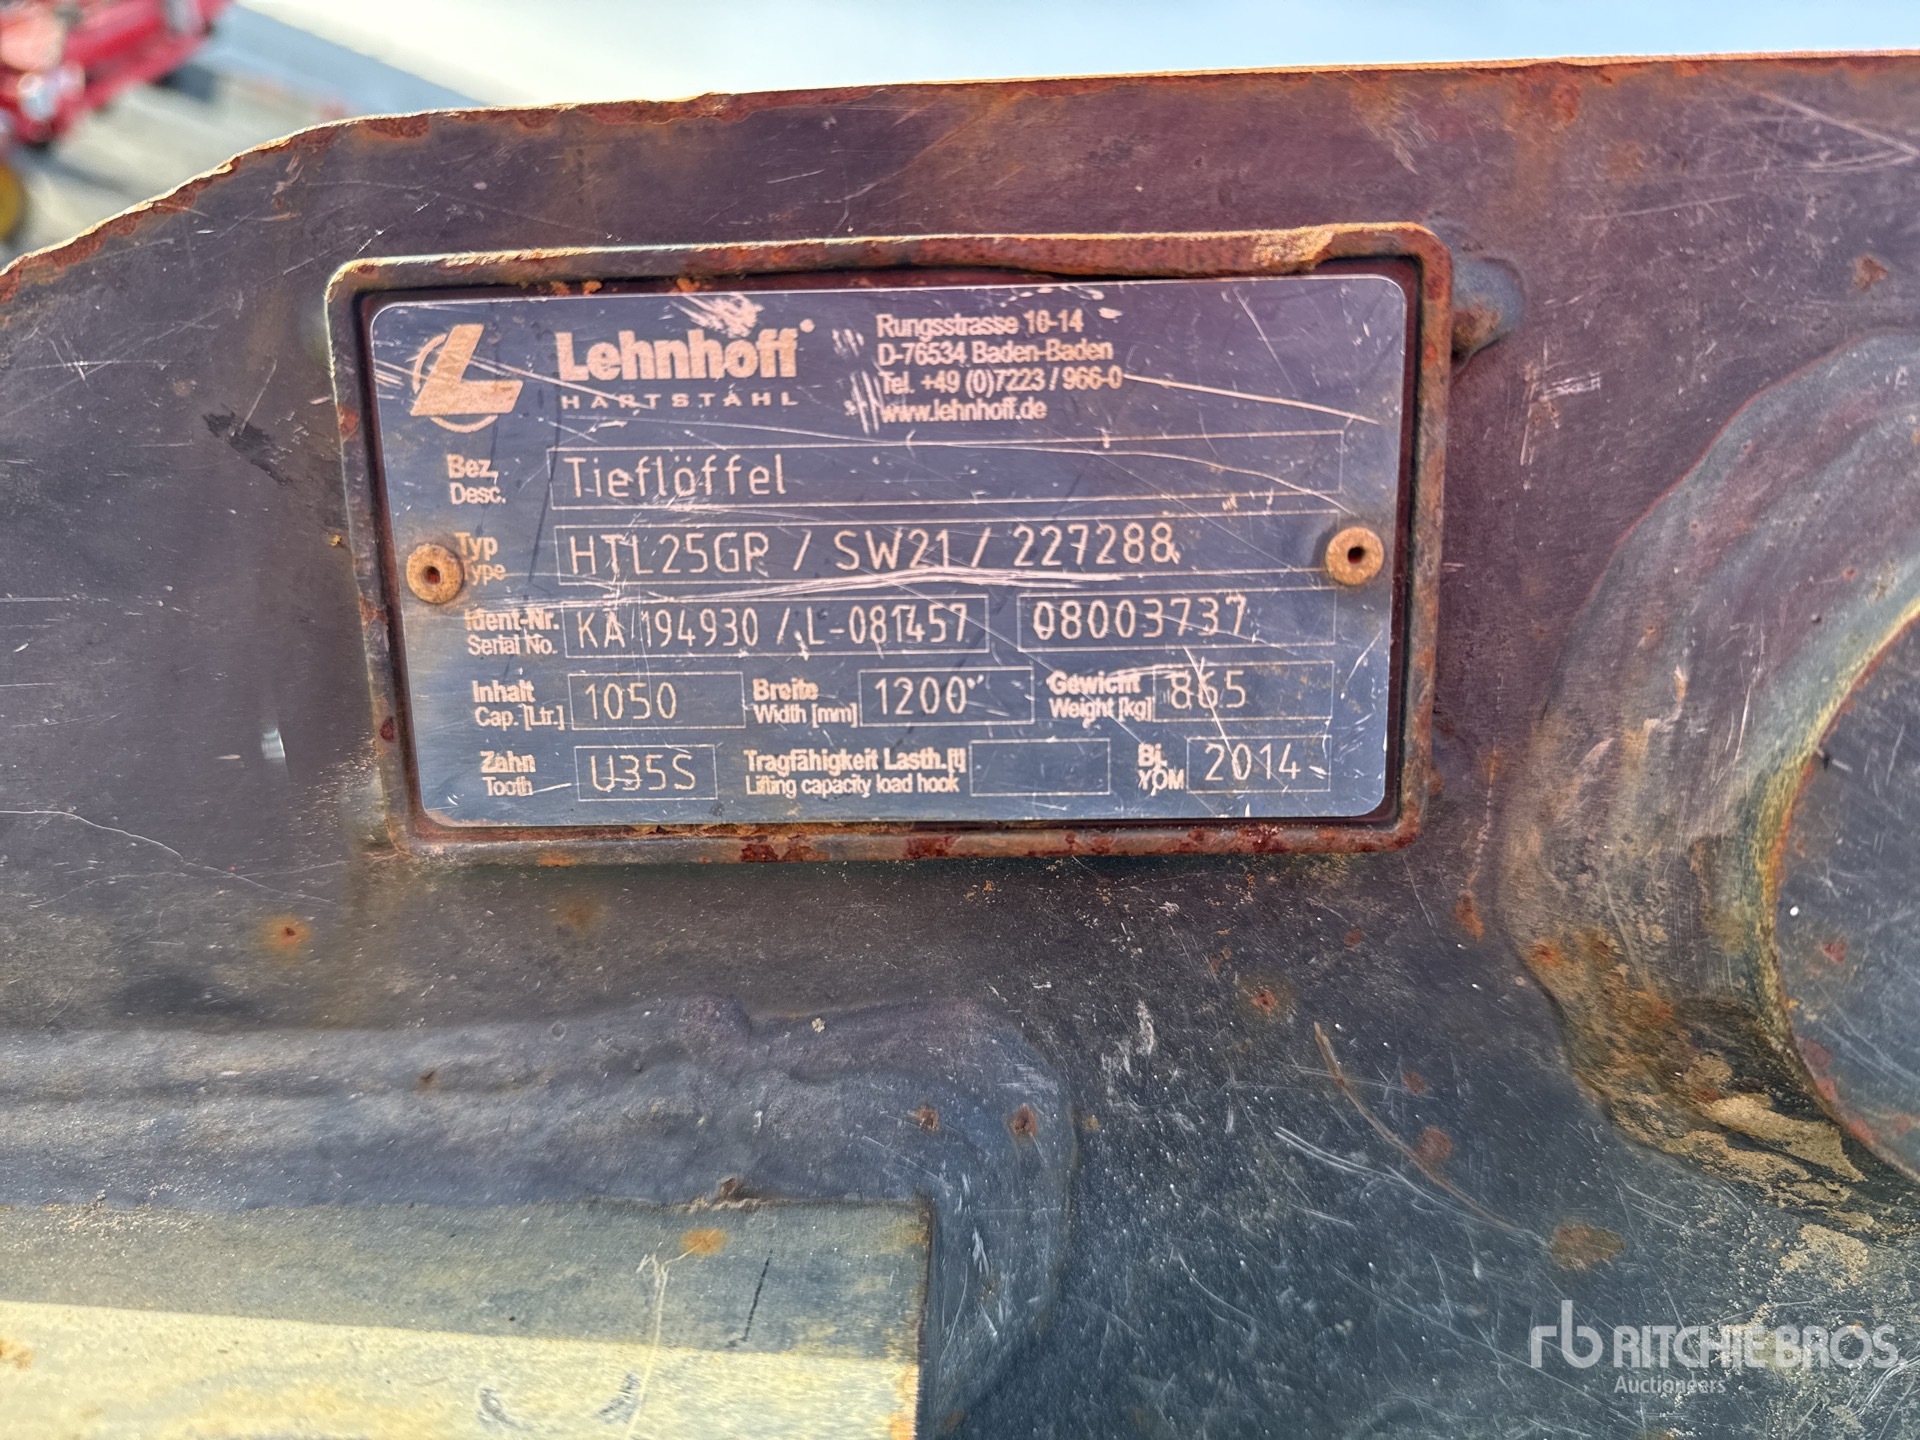 Lehnhoff®
HARTSTAHL
Rungsstrasse 10-14
D-76534 Baden-Baden
Tel. +49 (0)7223 / 966-0
www.lehnhoff.de
Bez.
Desc.
Tieflöffel
Typ
Type
HTL25GP / SW21 / 227288
Ident-Nr.
Serial No.
KA 194930 / L-081457
08003737
Inhalt
Cap. [Ltr.]
1050
Breite
Width [mm]
1200
Gewicht
Weight [kg]
865
Zahn
Tooth
U35S
Tragfähigkeit Lasth. [t]
Lifting capacity load hook
Bj.
YOM
2014
rb RITCHIE BROS
Auctioneers